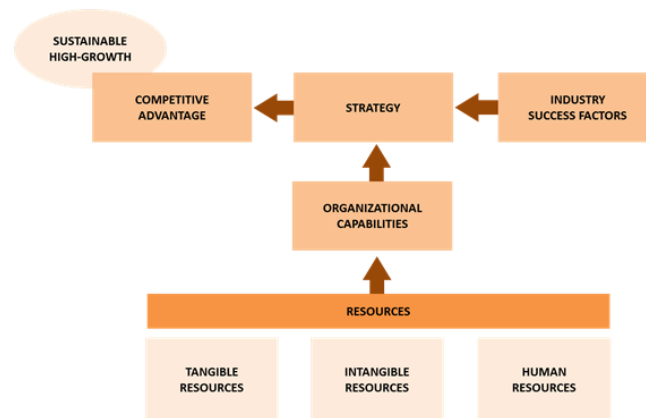 SUSTAINABLE
HIGH-GROWTH
COMPETITIVE
ADVANTAGE
STRATEGY
INDUSTRY
SUCCESS FACTORS
ORGANIZATIONAL
CAPABILITIES
RESOURCES
TANGIBLE
RESOURCES
INTANGIBLE
RESOURCES
HUMAN
RESOURCES